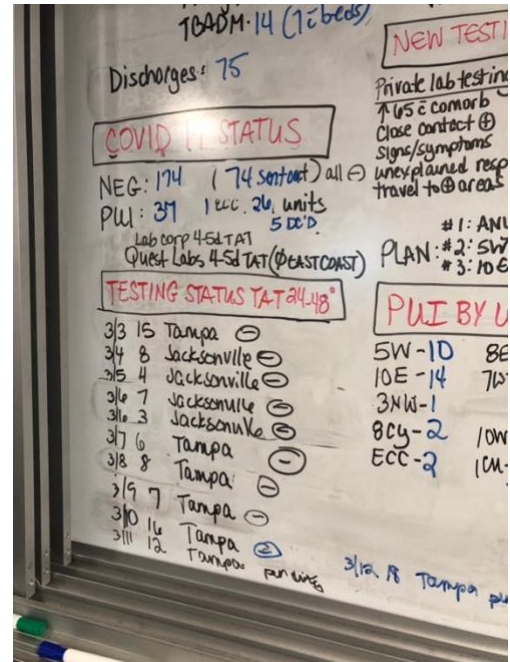 TBADM. 14 (7 c̄ beds)
Discharges: 75
COVID 19 STATUS
NEG: 174 (74 sent out) all ⊖
PUI: 37 1 ECC. 26, units
5 DC'D
Lab corp 4-5d TAT
Quest Labs 4-5d TAT (Ø EAST COAST)
TESTING STATUS TAT 24-48°
3/3 15 Tampa ⊖
3/4 8 Jacksonville ⊖
3/5 4 Jacksonville ⊖
3/6 7 Jacksonville ⊖
3/6 3 Jacksonville ⊖
3/7 6 Tampa ⊖
3/8 8 Tampa ⊖
3/9 7 Tampa ⊖
3/10 16 Tampa
3/11 12 Tampa pending
3/12 18 Tampa
NEW TESTI
Private lab testing
↑ 65 c̄ comorb
Close contact ⊕
Signs/symptoms
unexplained resp
travel to ⊕ areas
PLAN: #1: AN
#2: 5W
#3: 10E
PUI BY U
5W-10 8E
10E-14 7W
3NW-1
8Cy-2 10W
ECC-2